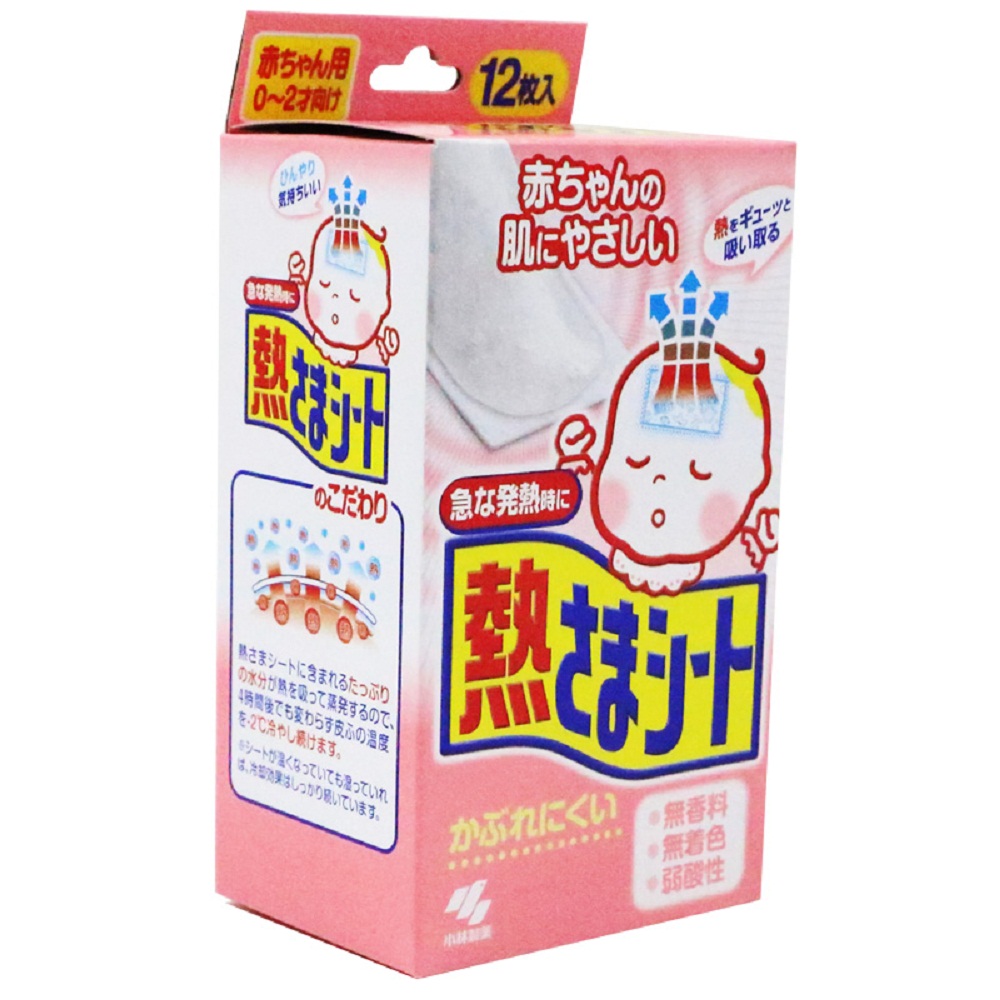 赤ちゃん用
0〜2才向け
12枚入
赤ちゃんの
肌にやさしい
熱をギューッと
吸い取る
急な発熱時に
熱さまシート
かぶれにくい
無香料
無着色
弱酸性
小林製薬
ひんやり
気持ちいい
急な発熱時に
熱さまシート
のこだわり
熱さまシートに含まれるたっぷり
の水分が熱を吸って蒸発するので、
4時間後でも変わらず皮ふの温度
を-2℃冷やし続けます。
※シートが温くなっていても湿っていれ
ば、冷却効果はしっかり続いています。